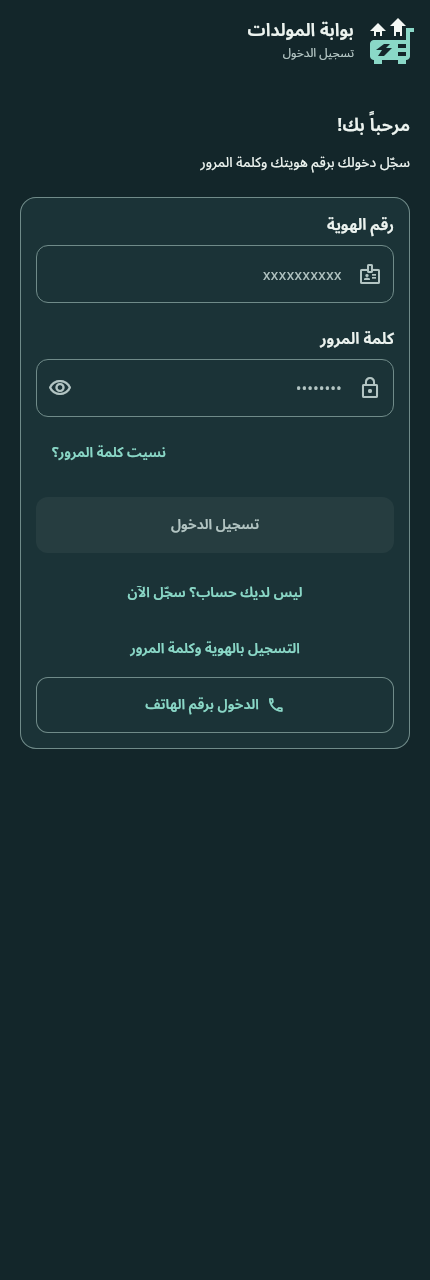 بوابة المولدات
تسجيل الدخول
مرحباً بك!
سجّل دخولك برقم هويتك وكلمة المرور
رقم الهوية
xxxxxxxxxx
كلمة المرور
••••••••
نسيت كلمة المرور؟
تسجيل الدخول
ليس لديك حساب؟ سجّل الآن
التسجيل بالهوية وكلمة المرور
الدخول برقم الهاتف